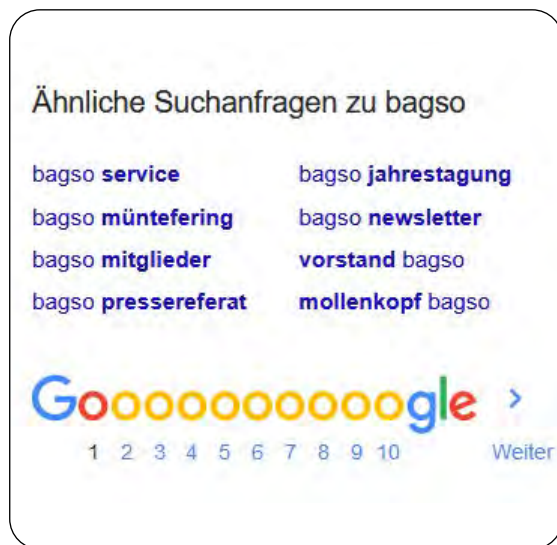 Ähnliche Suchanfragen zu bagso
bagso service bagso jahrestagung
bagso müntefering bagso newsletter
bagso mitglieder vorstand bagso
bagso pressereferat mollenkopf bagso
Goooooooooogle >
1 2 3 4 5 6 7 8 9 10 Weiter